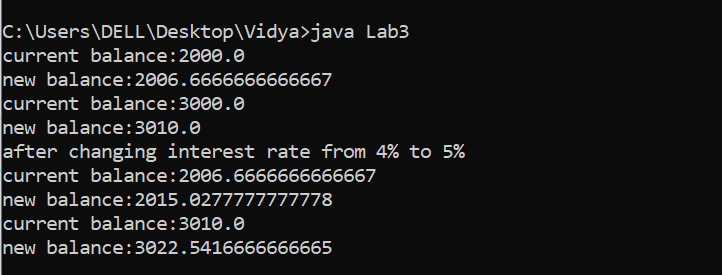 C:\Users\DELL\Desktop\Vidya>java Lab3
current balance:2000.0
new balance:2006.6666666666667
current balance:3000.0
new balance:3010.0
after changing interest rate from 4% to 5%
current balance:2006.6666666666667
new balance:2015.0277777777778
current balance:3010.0
new balance:3022.5416666666665